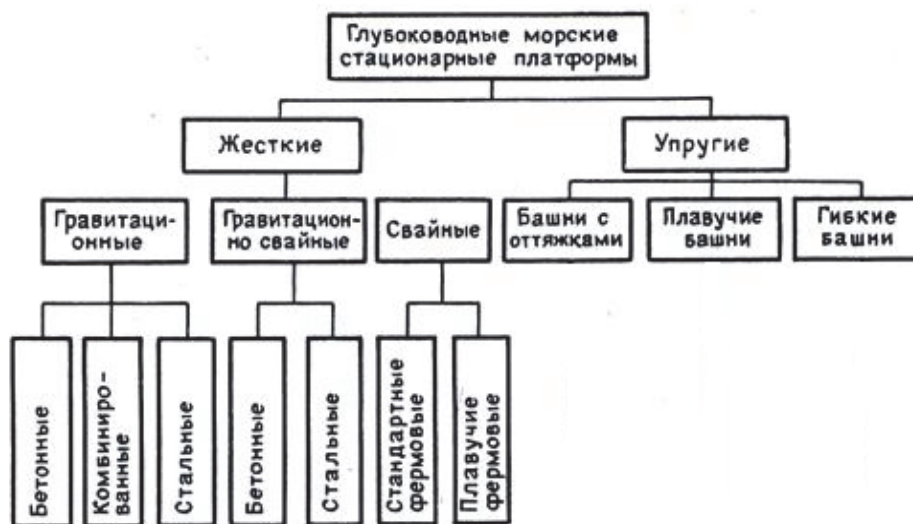 Глубоководные морские
стационарные платформы
Жесткие
Упругие
Гравитаци-
онные
Гравитацион-
но свайные
Свайные
Башни с
оттяжками
Плавучие
башни
Гибкие
башни
Бетонные
Комбиниро-
ванные
Стальные
Бетонные
Стальные
Стандартные
фермовые
Плавучие
фермовые